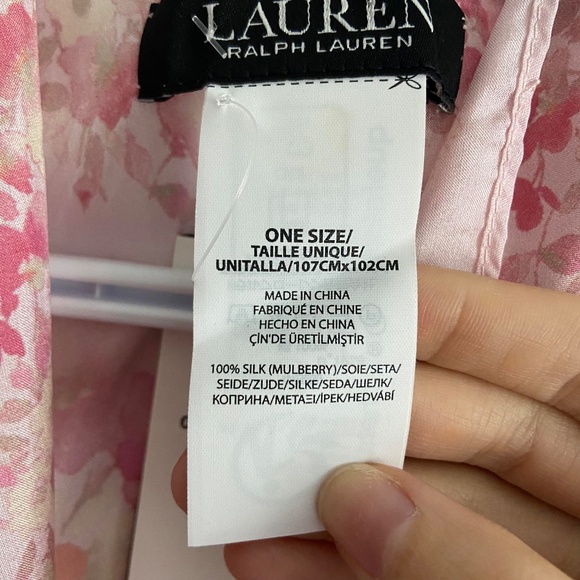 LAUREN
RALPH LAUREN
ONE SIZE/
TAILLE UNIQUE/
UNITALLA/107CMx102CM
MADE IN CHINA
FABRIQUÉ EN CHINE
HECHO EN CHINA
ÇİN'DE ÜRETİLMİŞTİR
100% SILK (MULBERRY)/SOIE/SETA/
SEIDE/ZIJDE/SILKE/SEDA/ШЕЛК/
КОПРИНА/ΜΕΤΑΞΙ/İPEK/HEDVÁBÍ